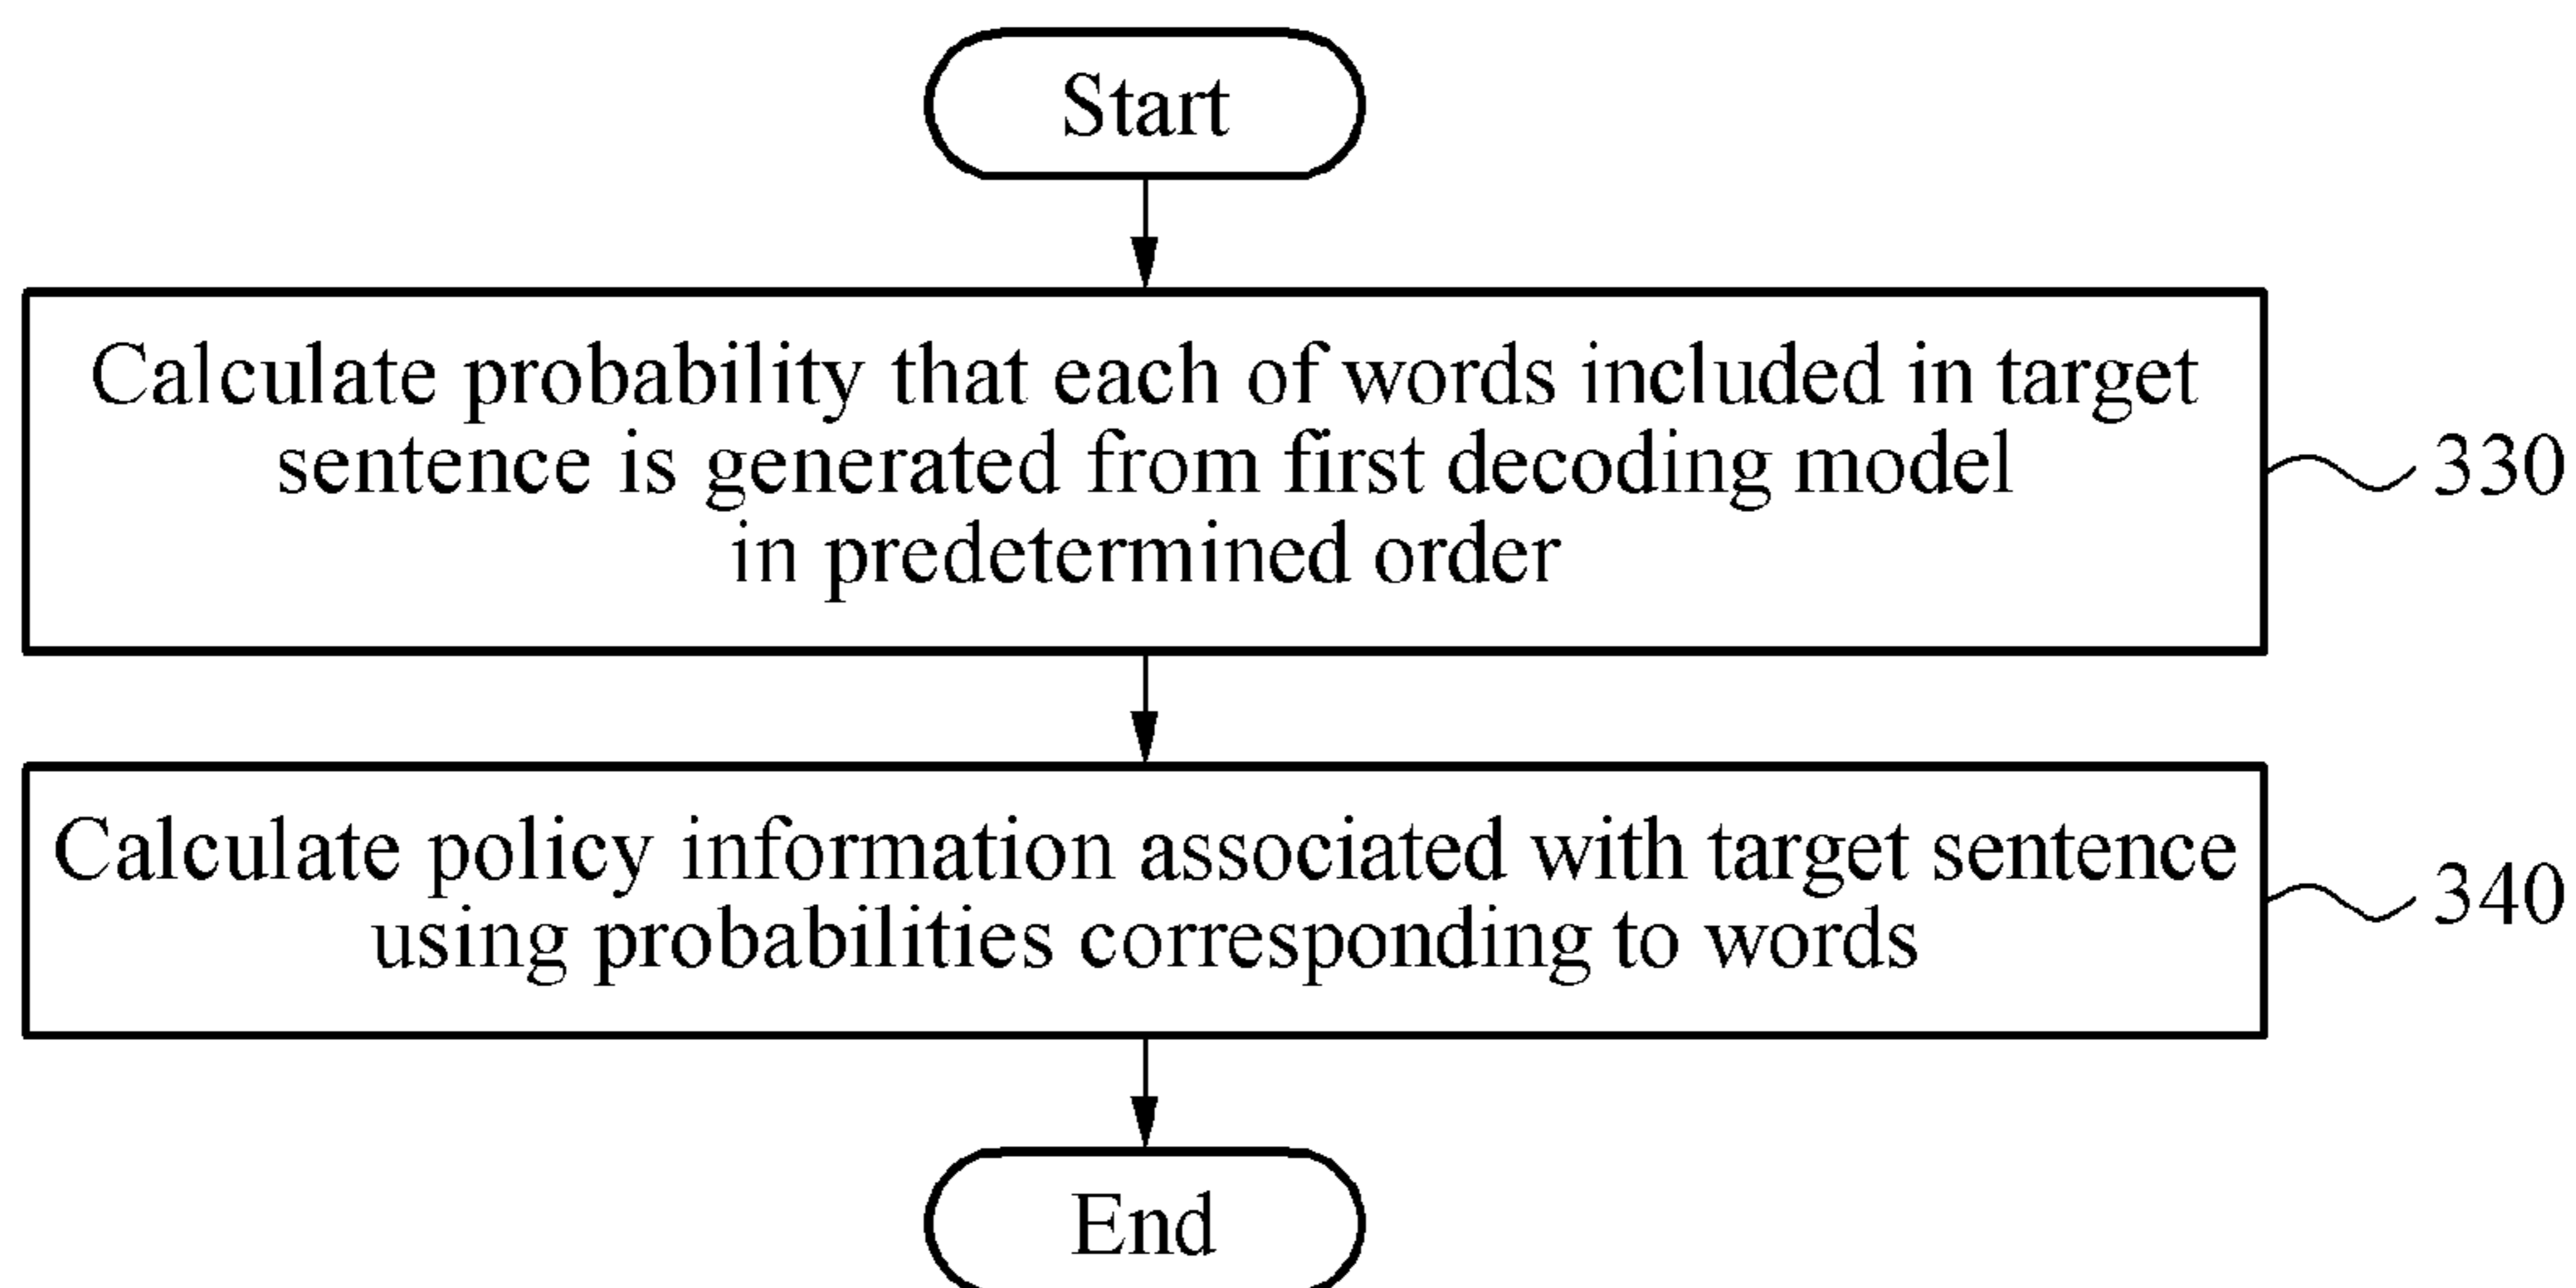 Start
Calculate probability that each of words included in target
sentence is generated from first decoding model
in predetermined order
330
Calculate policy information associated with target sentence
using probabilities corresponding to words
340
End